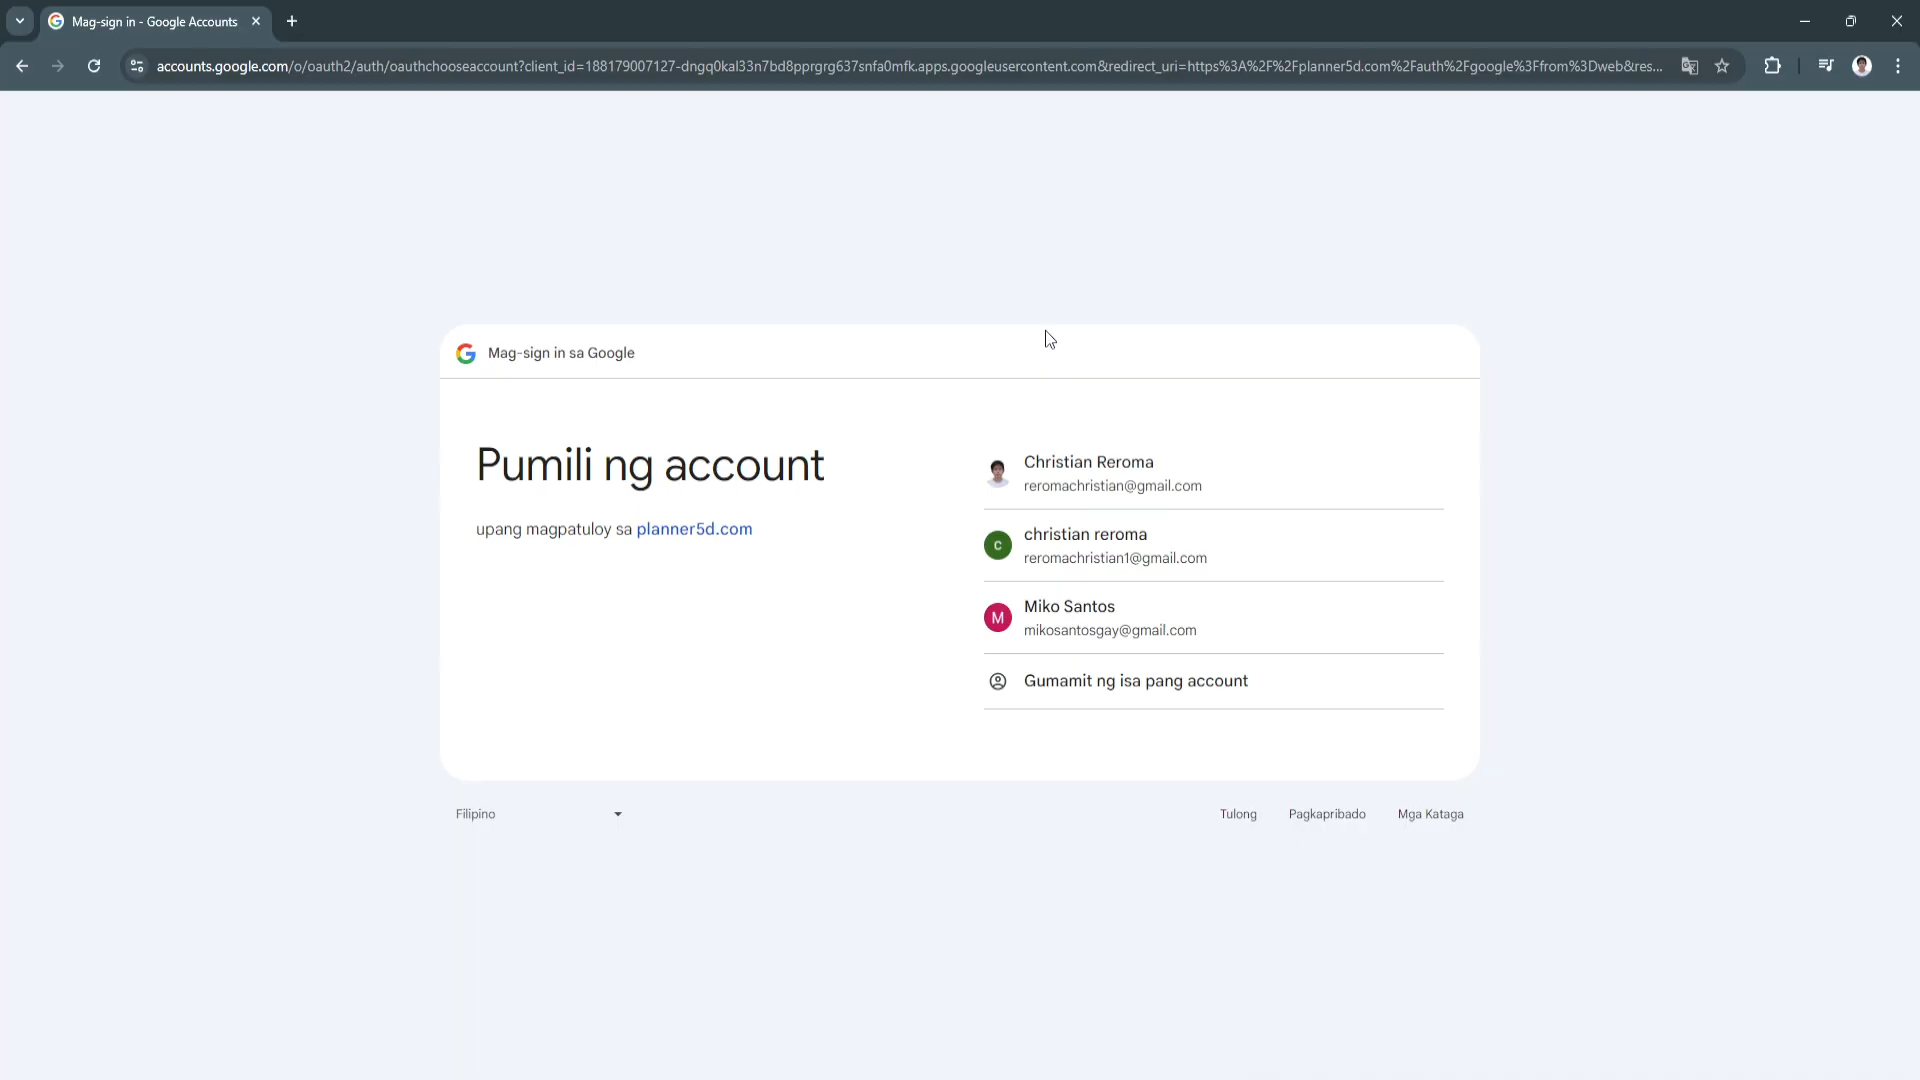 Mag-sign in - Google Accounts
accounts.google.com/o/oauth2/auth/oauthchooseaccount?client_id=188179007127-dngq0kal33n7bd8pprgrg637snfa0mfk.apps.googleusercontent.com&redirect_uri=https%3A%2F%2Fplanner5d.com%2Fauth%2Fgoogle%3Ffrom%3Dweb&res...
Mag-sign in sa Google
Pumili ng account
upang magpatuloy sa planner5d.com
Christian Reroma
reromachristian@gmail.com
c
christian reroma
reromachristian1@gmail.com
M
Miko Santos
mikosantosgay@gmail.com
Gumamit ng isa pang account
Filipino
Tulong
Pagkapribado
Mga Kataga